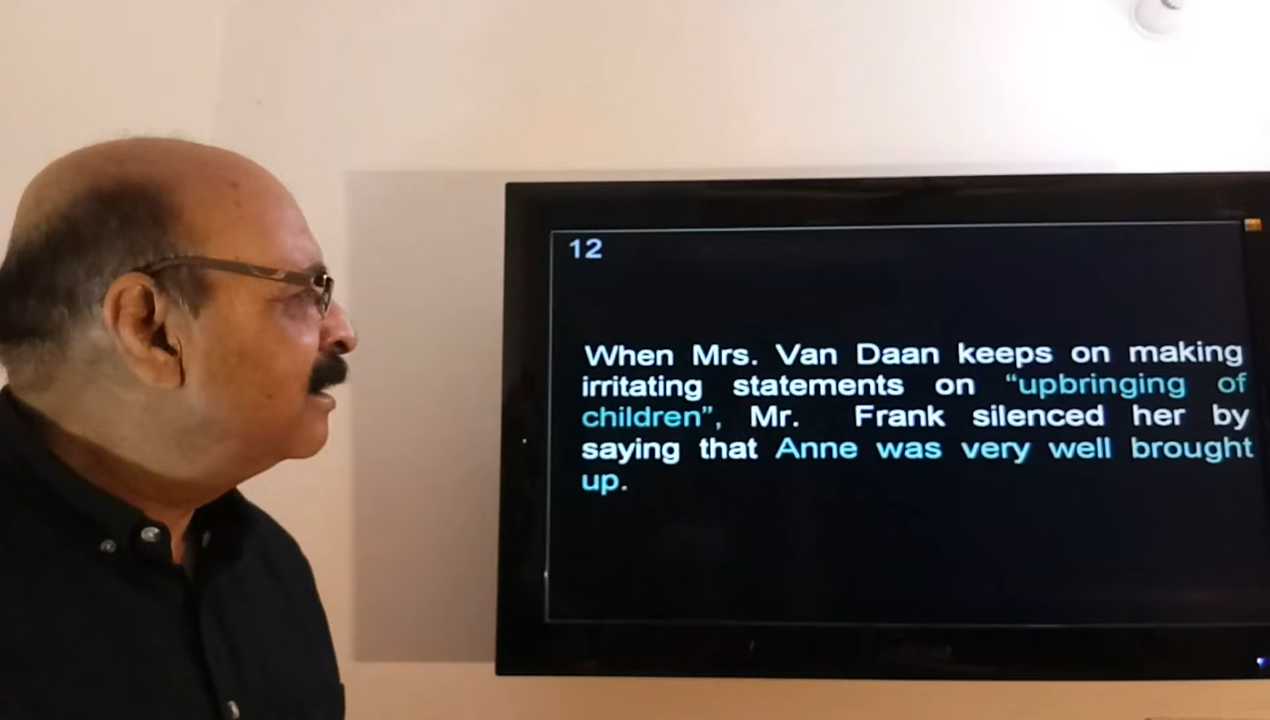 12
When Mrs. Van Daan keeps on making
irritating statements on “upbringing of
children”, Mr. Frank silenced her by
saying that Anne was very well brought
up.